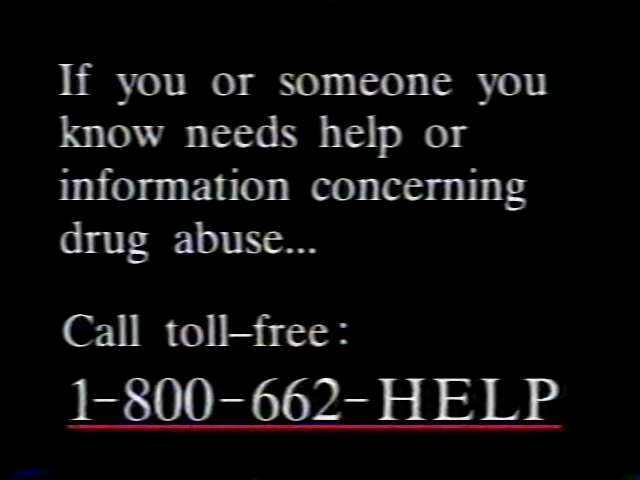 If you or someone you
know needs help or
information concerning
drug abuse...
Call toll-free:
1-800-662-HELP